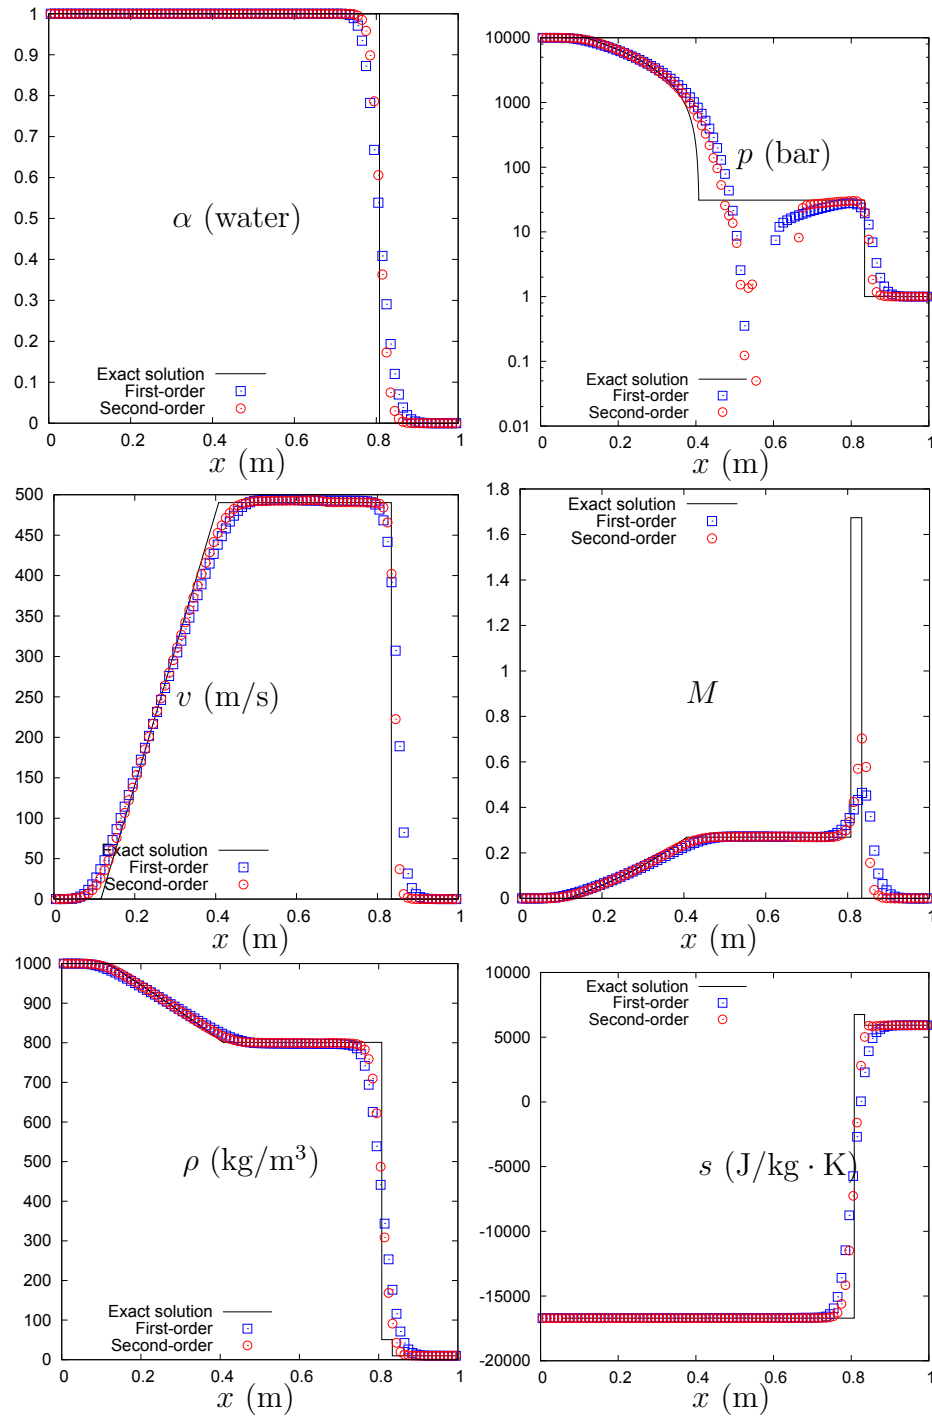 1
0.9
0.8
0.7
0.6
0.5
0.4
0.3
0.2
0.1
0
α (water)
Exact solution
First-order
Second-order
0 0.2 0.4 0.6 0.8 1
x (m)
10000
1000
100
10
1
0.1
0.01
p (bar)
Exact solution
First-order
Second-order
0 0.2 0.4 0.6 0.8 1
x (m)
500
450
400
350
300
250
200
150
100
50
0
v (m/s)
Exact solution
First-order
Second-order
0 0.2 0.4 0.6 0.8 1
x (m)
1.8
1.6
1.4
1.2
1
0.8
0.6
0.4
0.2
0
Exact solution
First-order
Second-order
M
0 0.2 0.4 0.6 0.8 1
x (m)
1000
900
800
700
600
500
400
300
200
100
0
ρ (kg/m³)
Exact solution
First-order
Second-order
0 0.2 0.4 0.6 0.8 1
x (m)
10000
5000
0
-5000
-10000
-15000
-20000
Exact solution
First-order
Second-order
s (J/kg · K)
0 0.2 0.4 0.6 0.8 1
x (m)